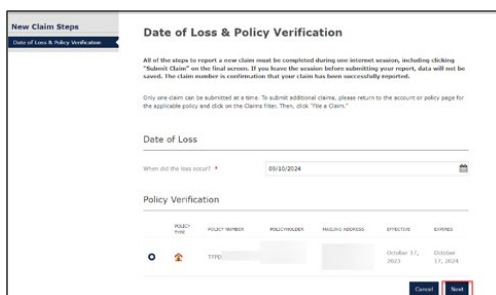 New Claim Steps
Date of Loss & Policy Verification
Date of Loss & Policy Verification
All of the steps to report a new claim must be completed during one internet session, including clicking
"Submit Claim" on the final screen. If you leave the session before submitting your report, data will not be
saved. The claim number is confirmation that your claim has been successfully reported.
Only one claim can be submitted at a time. To submit additional claims, please return to the account or policy page for
the applicable policy and click on the Claims filter. Then, click "File a Claim."
Date of Loss
When did the loss occur? *
09/10/2024
Policy Verification
POLICY TYPE POLICY NUMBER POLICYHOLDER MAILING ADDRESS EFFECTIVE EXPIRES
TPPD
October 17, 2023
October 17, 2024
Cancel Next